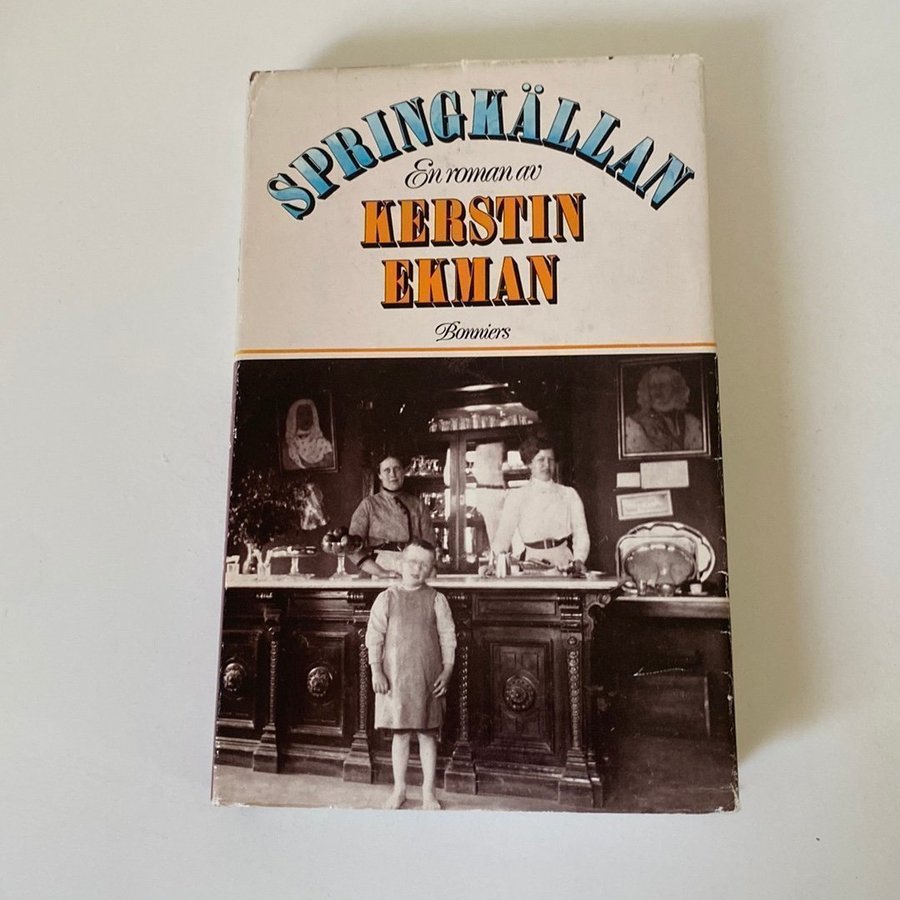 SPRINGKÄLLAN
En roman av
KERSTIN
EKMAN
Bonniers